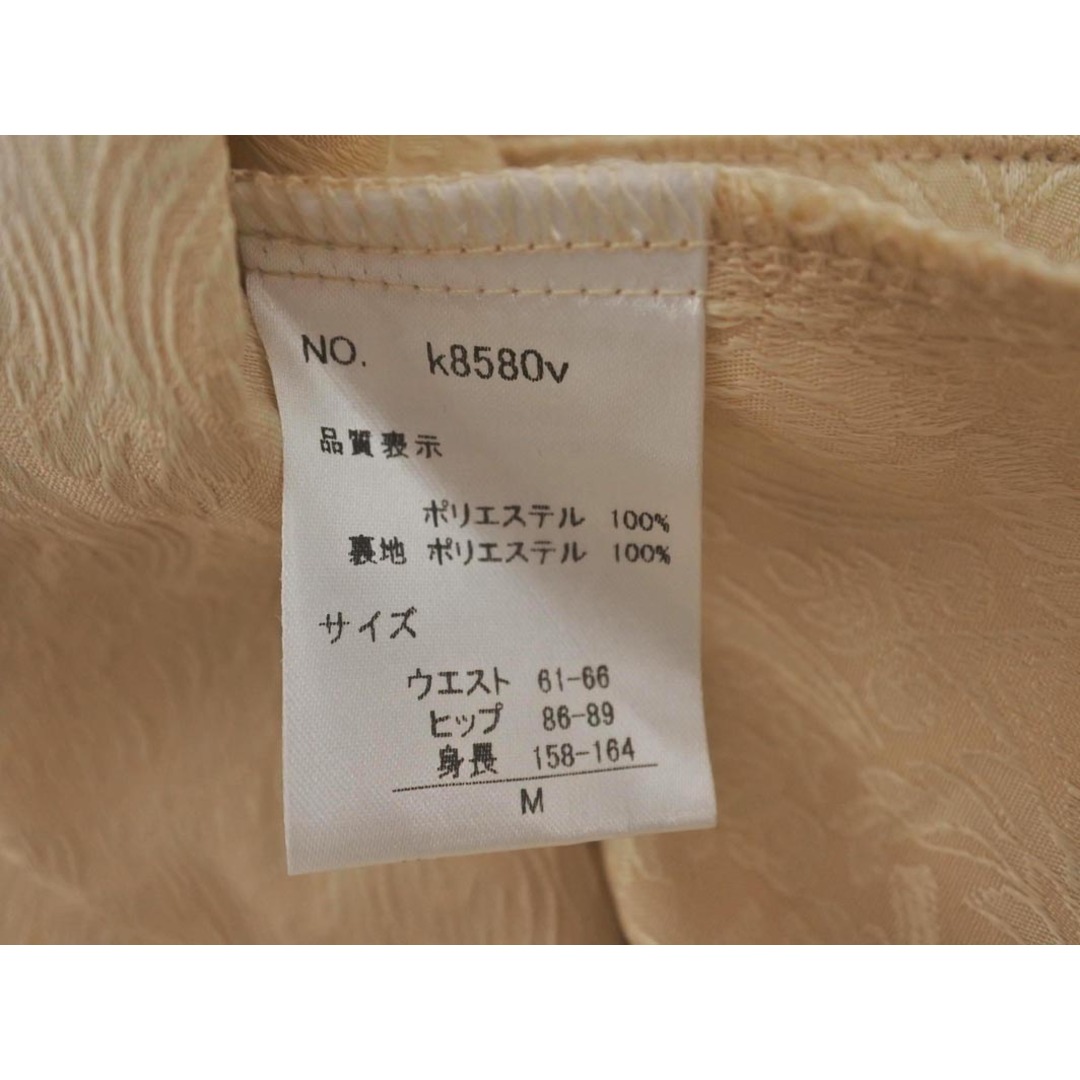 NO. k8580v
品質表示
ポリエステル 100%
裏地 ポリエステル 100%
サイズ
ウエスト 61-66
ヒップ 86-89
身長 158-164
M